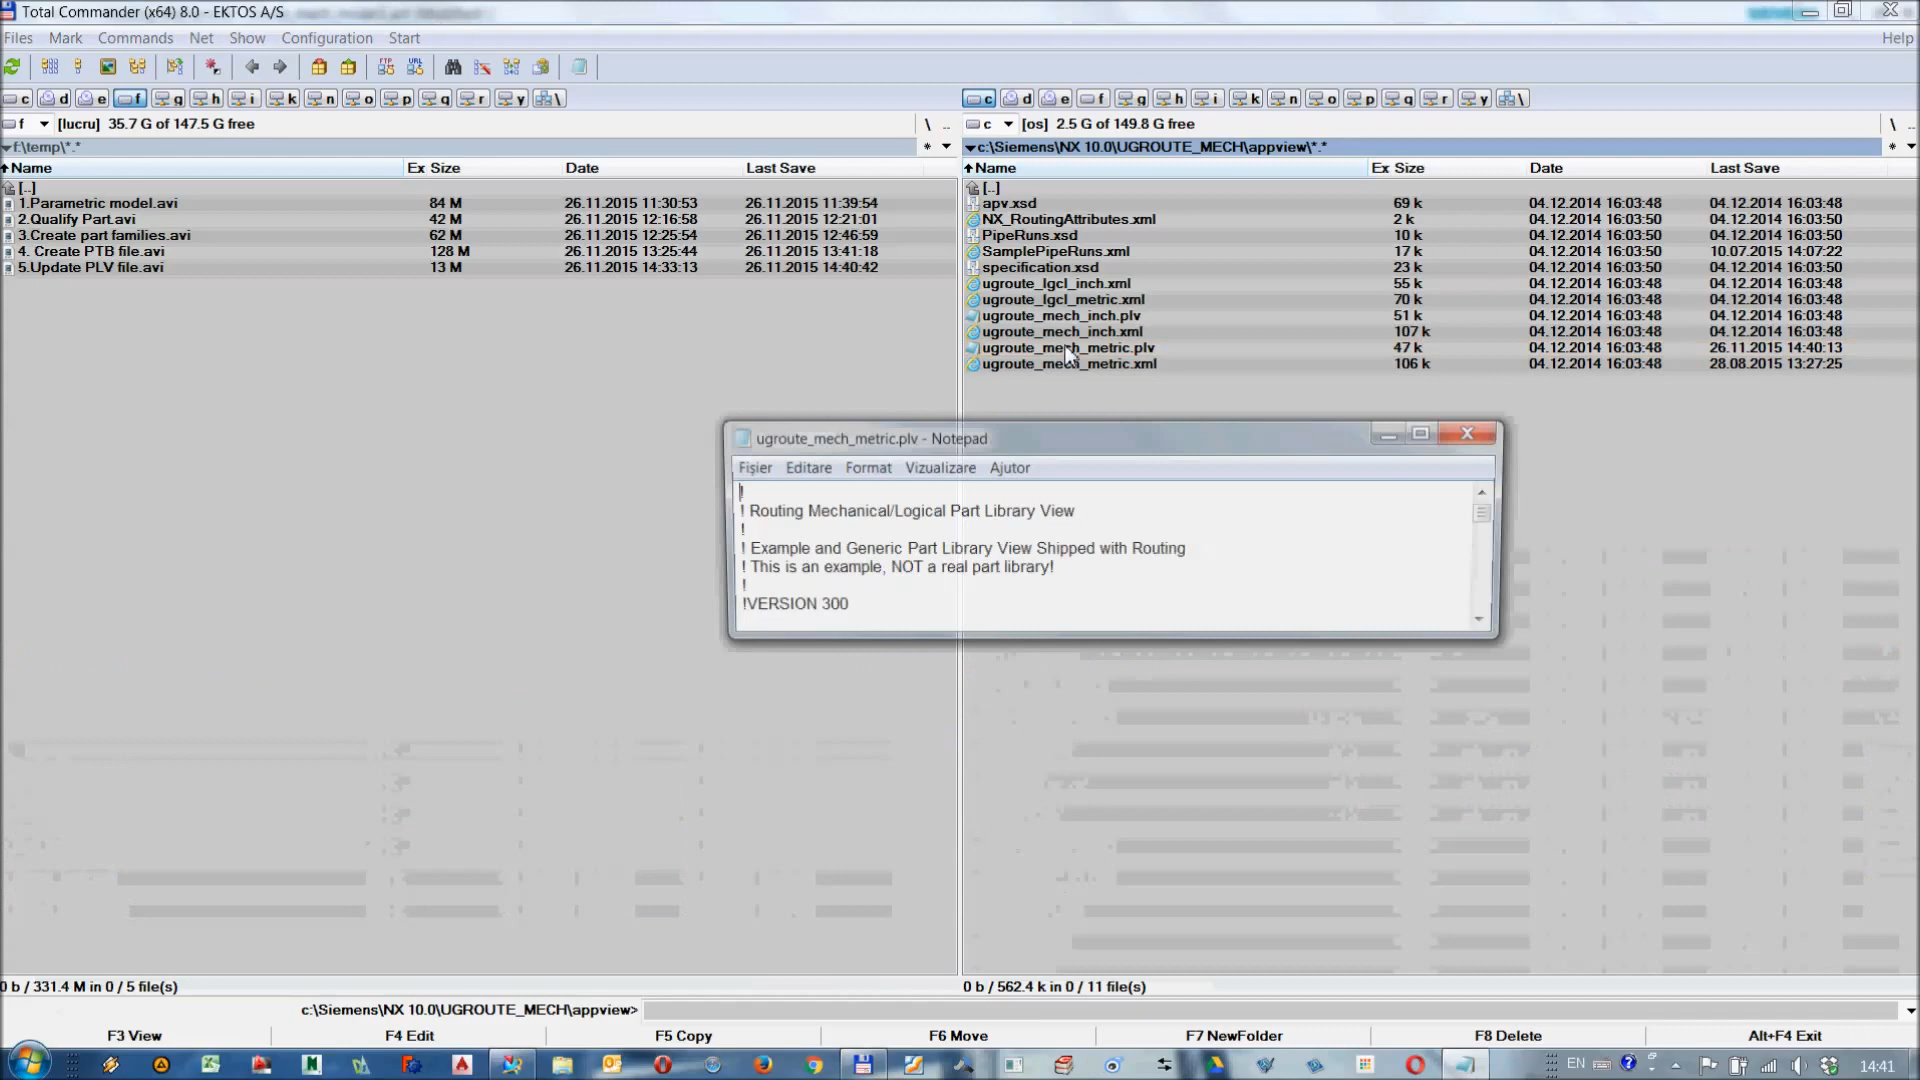 Total Commander (x64) 8.0 - EKTOS A/S
Files Mark Commands Net Show Configuration Start Help
c d e f g h i k n o p q r y \
c d e f g h i k n o p q r y \
f [lucru] 35.7 G of 147.5 G free \ ..
c [os] 2.5 G of 149.8 G free \ ..
f:\temp\*.* *
c:\Siemens\NX 10.0\UGROUTE_MECH\appview\*.* *
Name Ex Size Date Last Save
[..]
1.Parametric model.avi 84 M 26.11.2015 11:30:53 26.11.2015 11:39:54
2.Qualify Part.avi 42 M 26.11.2015 12:16:58 26.11.2015 12:21:01
3.Create part families.avi 62 M 26.11.2015 12:25:54 26.11.2015 12:46:59
4. Create PTB file.avi 128 M 26.11.2015 13:25:44 26.11.2015 13:41:18
5.Update PLV file.avi 13 M 26.11.2015 14:33:13 26.11.2015 14:40:42
Name Ex Size Date Last Save
[..]
apv.xsd 69 k 04.12.2014 16:03:48 04.12.2014 16:03:48
NX_RoutingAttributes.xml 2 k 04.12.2014 16:03:50 04.12.2014 16:03:50
PipeRuns.xsd 10 k 04.12.2014 16:03:50 04.12.2014 16:03:50
SamplePipeRuns.xml 17 k 04.12.2014 16:03:50 10.07.2015 14:07:22
specification.xsd 23 k 04.12.2014 16:03:50 04.12.2014 16:03:50
ugroute_lgcl_inch.xml 55 k 04.12.2014 16:03:48 04.12.2014 16:03:48
ugroute_lgcl_metric.xml 70 k 04.12.2014 16:03:48 04.12.2014 16:03:48
ugroute_mech_inch.plv 51 k 04.12.2014 16:03:48 04.12.2014 16:03:48
ugroute_mech_inch.xml 107 k 04.12.2014 16:03:48 04.12.2014 16:03:48
ugroute_mech_metric.plv 47 k 04.12.2014 16:03:48 26.11.2015 14:40:13
ugroute_mech_metric.xml 106 k 04.12.2014 16:03:48 28.08.2015 13:27:25
ugroute_mech_metric.plv - Notepad
Fișier Editare Format Vizualizare Ajutor
!
! Routing Mechanical/Logical Part Library View
!
! Example and Generic Part Library View Shipped with Routing
! This is an example, NOT a real part library!
!
!VERSION 300
0 b / 331.4 M in 0 / 5 file(s)
0 b / 562.4 k in 0 / 11 file(s)
c:\Siemens\NX 10.0\UGROUTE_MECH\appview>
F3 View F4 Edit F5 Copy F6 Move F7 NewFolder F8 Delete Alt+F4 Exit
EN 14:41